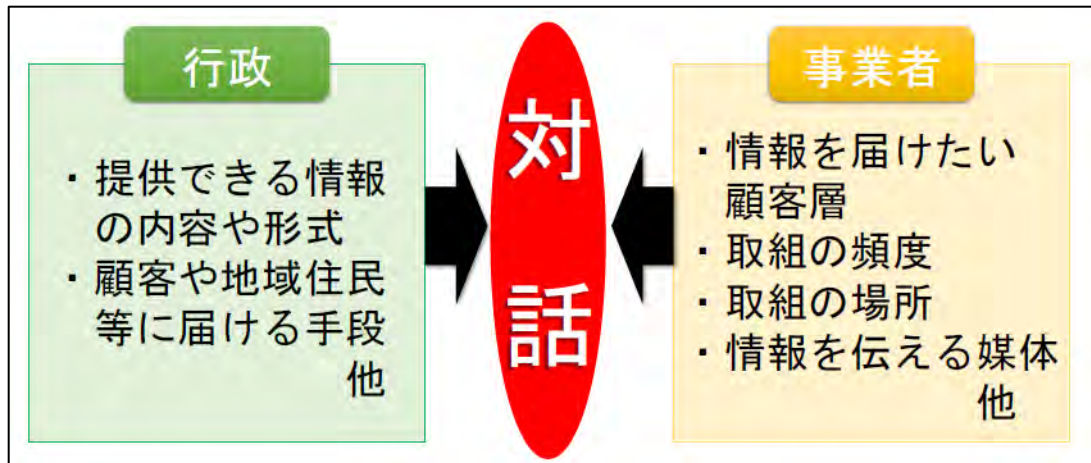 行政
・提供できる情報
の内容や形式
・顧客や地域住民
等に届ける手段
他
対
話
事業者
・情報を届けたい
顧客層
・取組の頻度
・取組の場所
・情報を伝える媒体
他